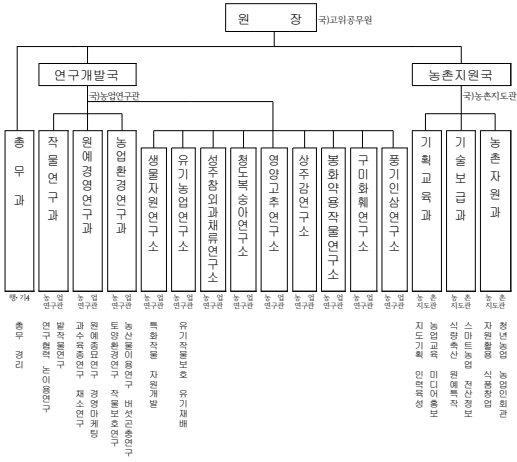 원 장
국)고위공무원
연구개발국
농촌지원국
국)농업연구관
국)농촌지도관
총무과
작물연구과
원예경영연구과
농업환경연구과
생물자원연구소
유기농업연구소
성주참외과채류연구소
청도복숭아연구소
영양고추연구소
상주감연구소
봉화약용작물연구소
구미화훼연구소
풍기인삼연구소
기획교육과
기술보급과
농촌자원과
행·기4
농업연구관
농업연구관
농업연구관
농업연구관
농업연구관
농업연구관
농업연구관
농업연구관
농업연구관
농업연구관
농업연구관
농업연구관
농촌지도관
농촌지도관
농촌지도관
총무 경리
밭작물연구
연구협력 논이용연구
원예종묘연구 경영마케팅
과수육종연구 채소연구
농산물이용연구 버섯곤충연구
토양환경연구 작물보호연구
특화작물 자원개발
유기작물보호 유기재배
농업교육 미디어홍보
지도기획 인력육성
스마트농업 전산정보
식량축산 원예특작
청년농업 농업인회관
자원활용 식품창업